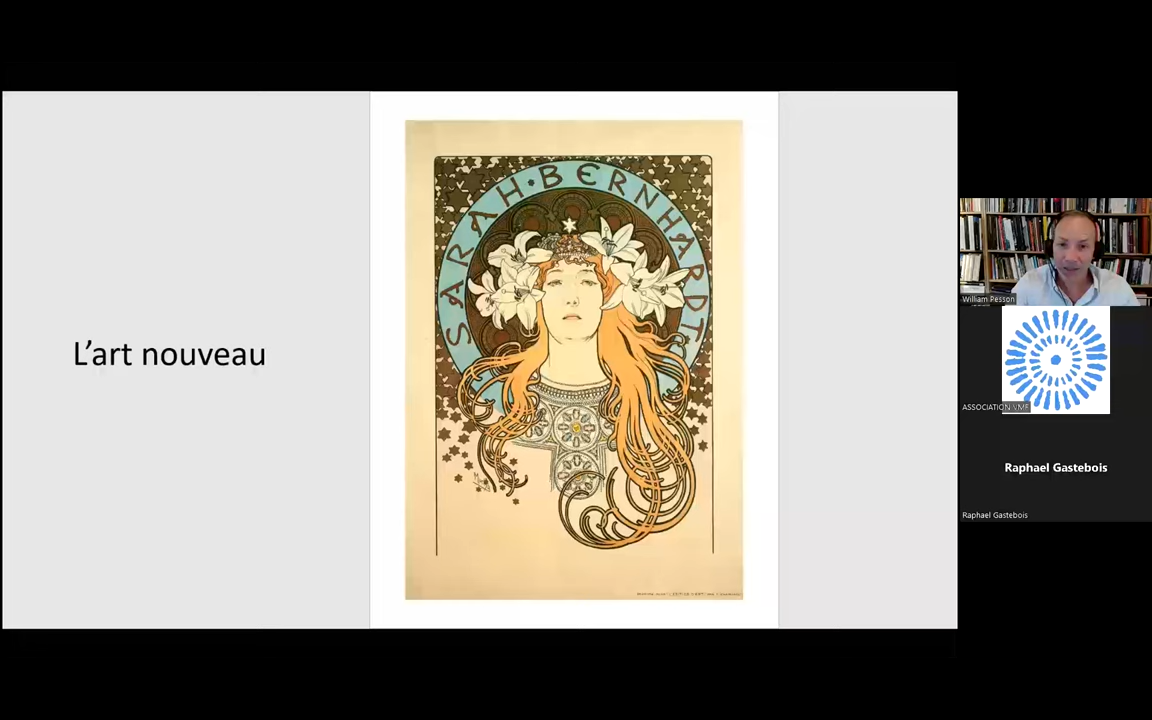 L'art nouveau
SARAH·BERNHARDT
William Pesson
ASSOCIATION VMF
Raphael Gastebois
Raphael Gastebois